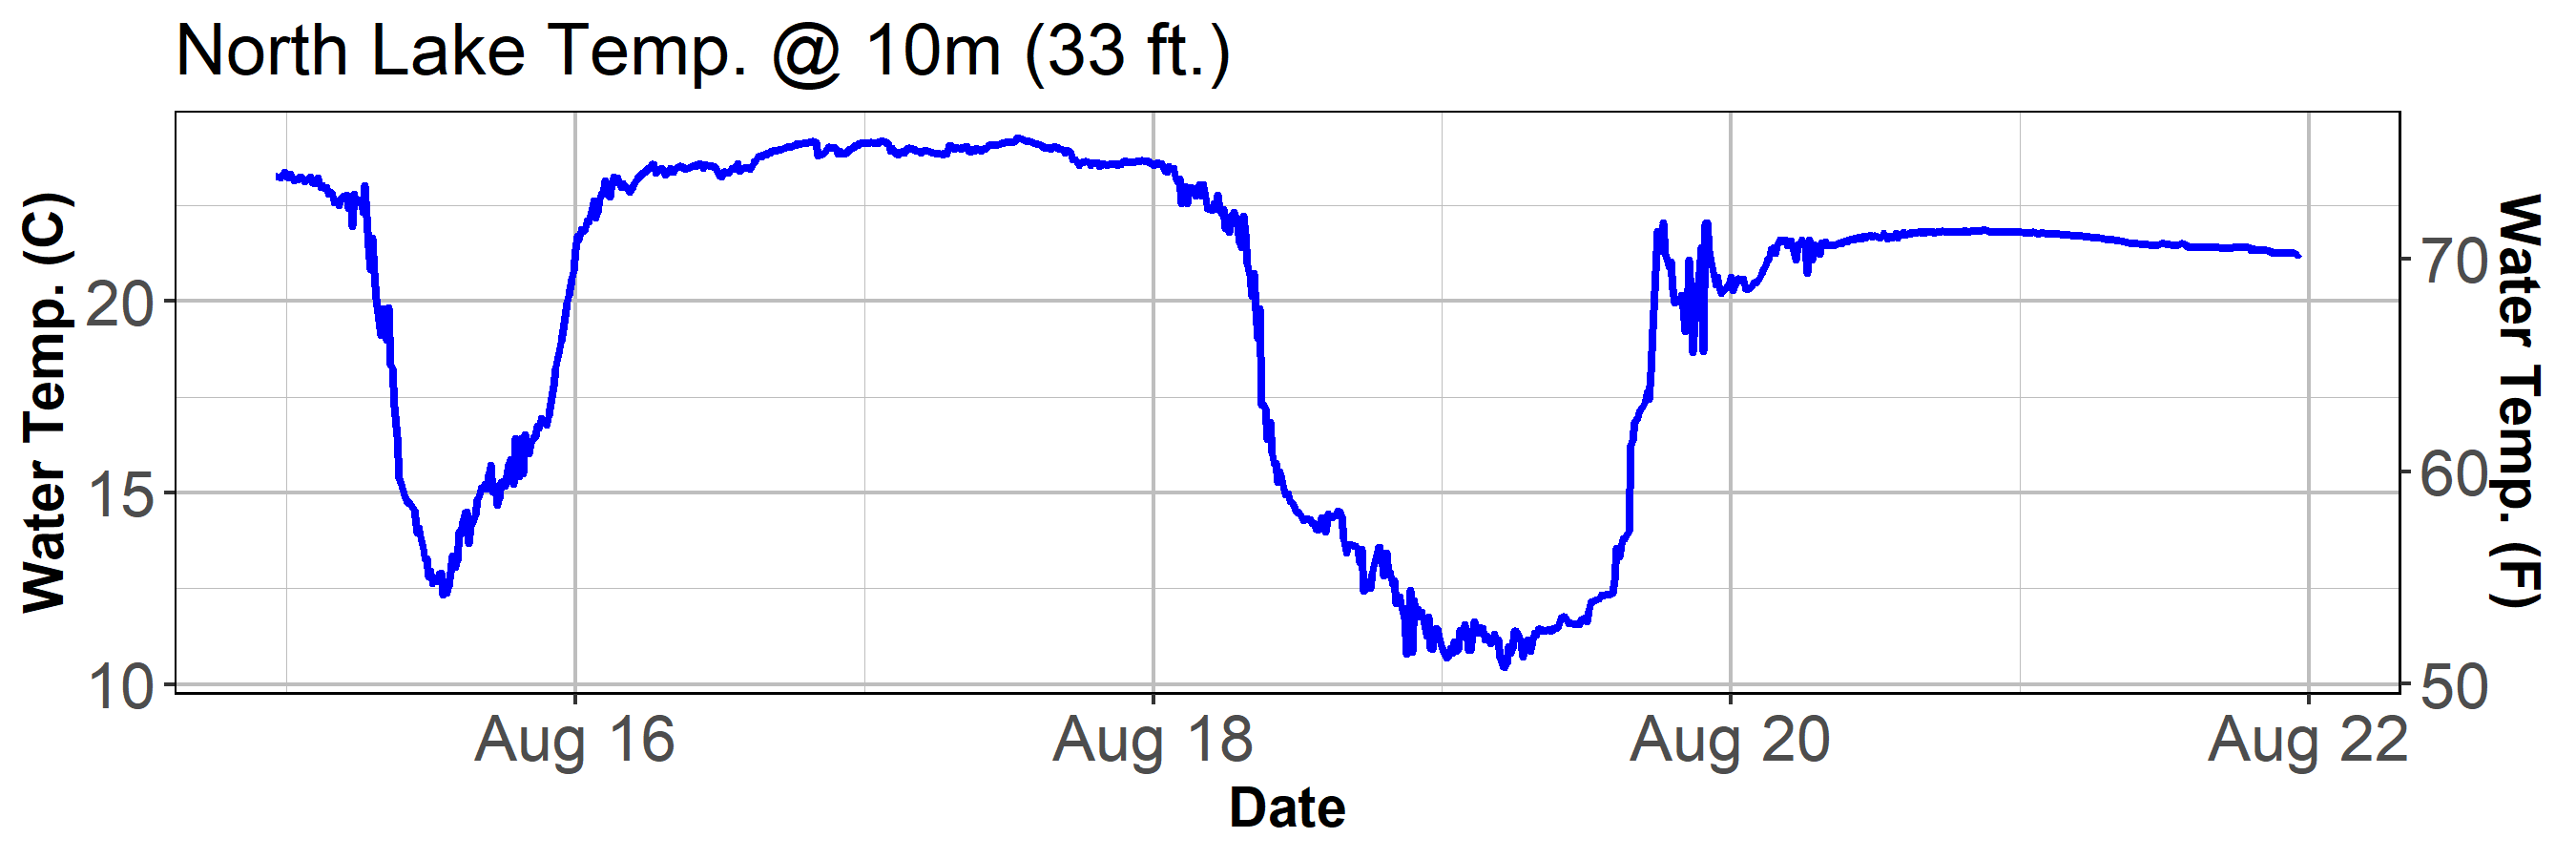 North Lake Temp. @ 10m (33 ft.)
Water Temp. (C)
20
15
10
70
60
50
Water Temp. (F)
Aug 16
Aug 18
Aug 20
Aug 22
Date